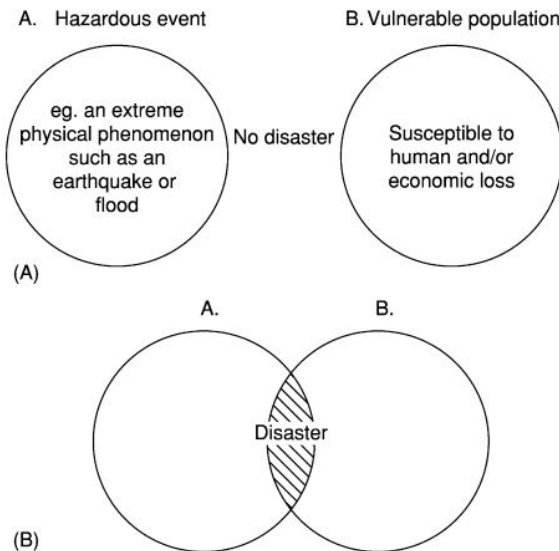 A. Hazardous event
B. Vulnerable population
eg. an extreme
physical phenomenon
such as an
earthquake or
flood
No disaster
Susceptible to
human and/or
economic loss
(A)
A.
B.
Disaster
(B)